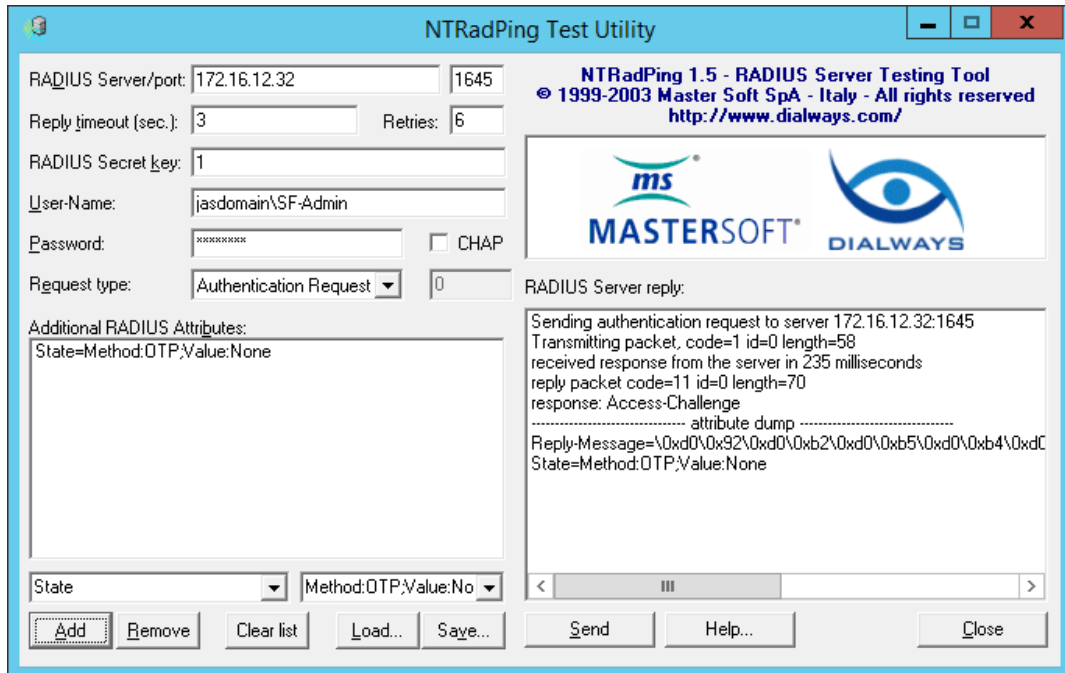 NTRadPing Test Utility
RADIUS Server/port: 172.16.12.32 1645
Reply timeout (sec.): 3 Retries: 6
RADIUS Secret key: 1
User-Name: jasdomain\SF-Admin
Password: ******** CHAP
Request type: Authentication Request 0
Additional RADIUS Attributes:
State=Method:OTP;Value:None
State Method:OTP;Value:No
Add Remove Clear list Load... Save...
NTRadPing 1.5 - RADIUS Server Testing Tool
© 1999-2003 Master Soft SpA - Italy - All rights reserved
http://www.dialways.com/
ms
MASTERSOFT
DIALWAYS
RADIUS Server reply:
Sending authentication request to server 172.16.12.32:1645
Transmitting packet, code=1 id=0 length=58
received response from the server in 235 milliseconds
reply packet code=11 id=0 length=70
response: Access-Challenge
-------------------------------- attribute dump --------------------------------
Reply-Message=\0xd0\0x92\0xd0\0xb2\0xd0\0xb5\0xd0\0xb4\0xd0
State=Method:OTP;Value:None
Send Help... Close